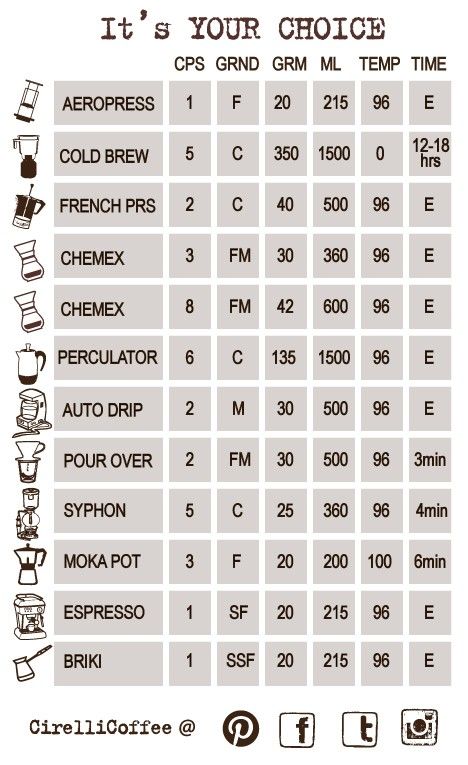 It's YOUR CHOICE
CPS GRND GRM ML TEMP TIME
AEROPRESS 1 F 20 215 96 E
COLD BREW 5 C 350 1500 0 12-18 hrs
FRENCH PRS 2 C 40 500 96 E
CHEMEX 3 FM 30 360 96 E
CHEMEX 8 FM 42 600 96 E
PERCULATOR 6 C 135 1500 96 E
AUTO DRIP 2 M 30 500 96 E
POUR OVER 2 FM 30 500 96 3min
SYPHON 5 C 25 360 96 4min
MOKA POT 3 F 20 200 100 6min
ESPRESSO 1 SF 20 215 96 E
BRIKI 1 SSF 20 215 96 E
CirelliCoffee @